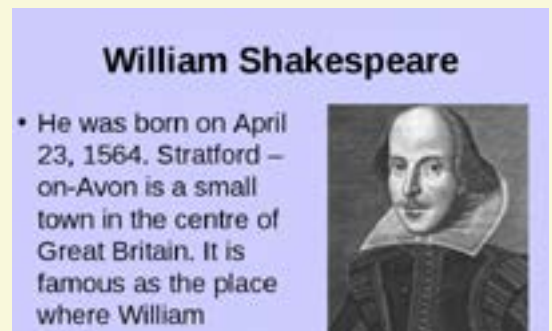 William Shakespeare
• He was born on April
23, 1564. Stratford –
on-Avon is a small
town in the centre of
Great Britain. It is
famous as the place
where William